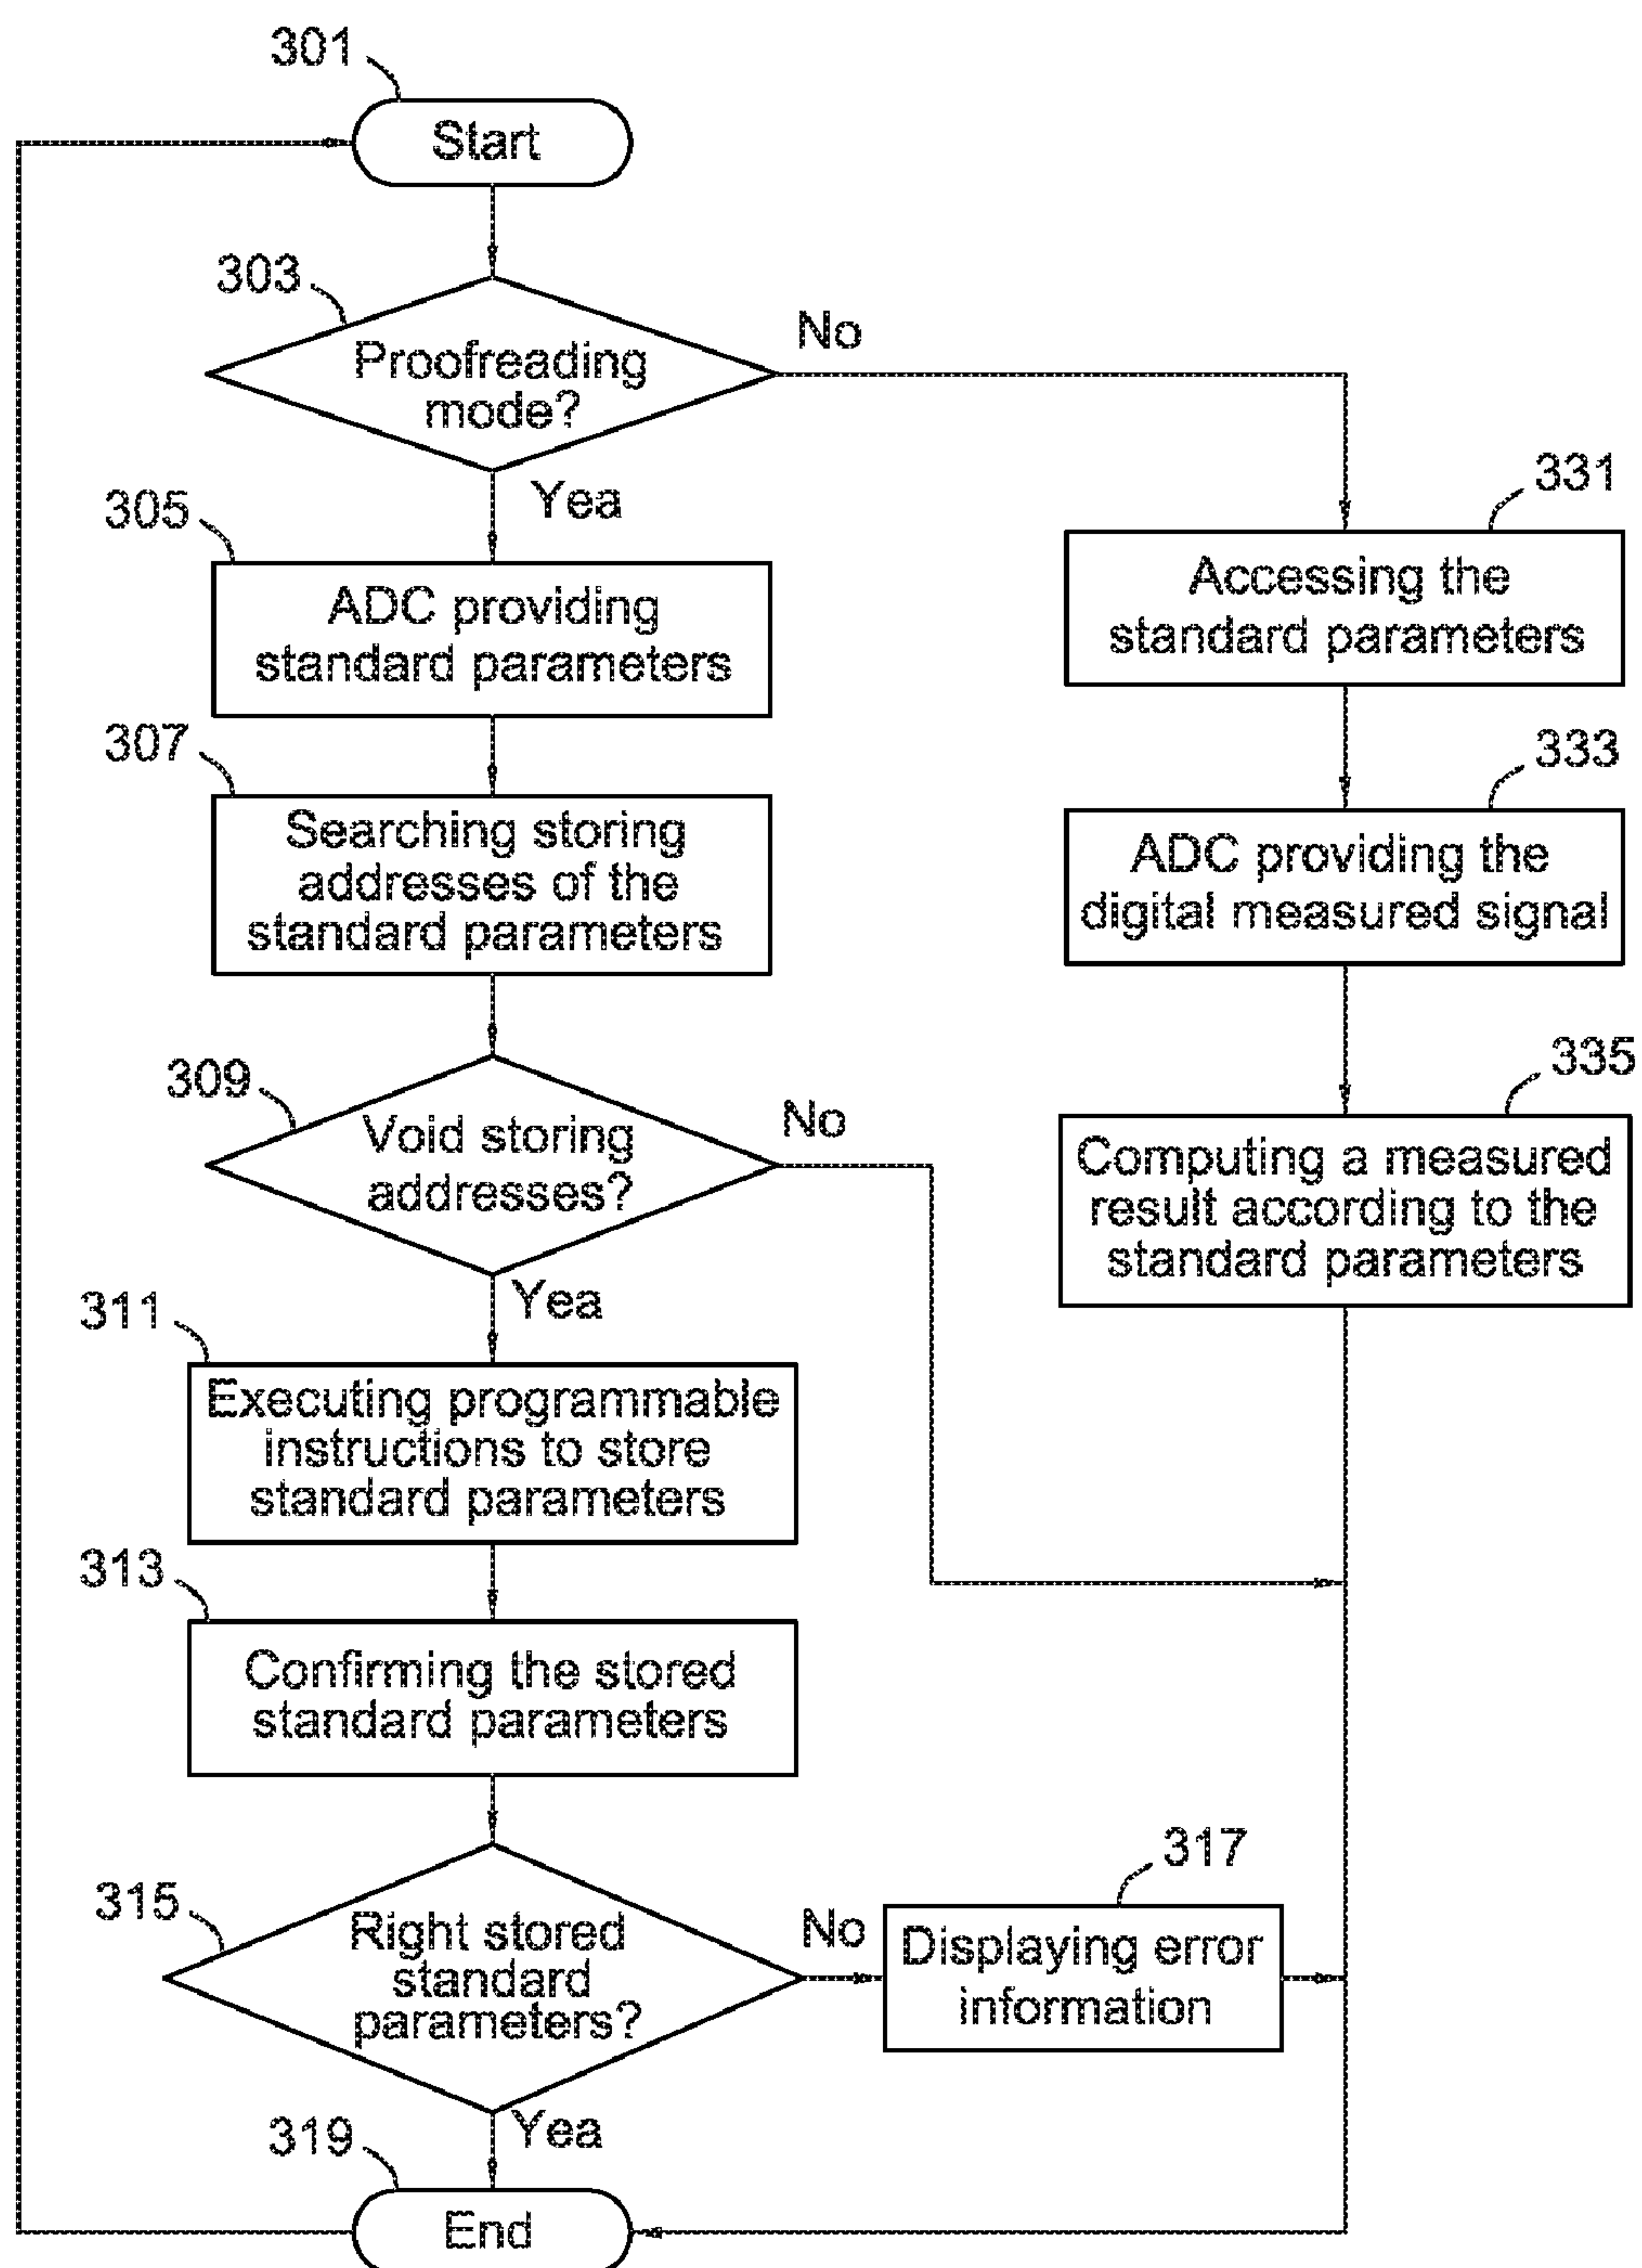 301
Start
303
Proofreading
mode?
No
Yea
305
ADC providing
standard parameters
307
Searching storing
addresses of the
standard parameters
309
Void storing
addresses?
No
Yea
311
Executing programmable
instructions to store
standard parameters
313
Confirming the stored
standard parameters
315
Right stored
standard
parameters?
No
317
Displaying error
information
Yea
319
End
331
Accessing the
standard parameters
333
ADC providing the
digital measured signal
335
Computing a measured
result according to the
standard parameters